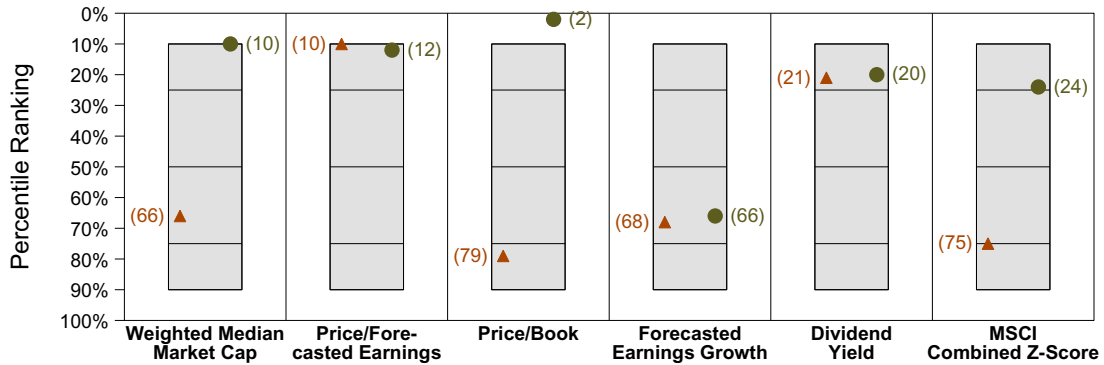 Percentile Ranking
0%
10%
20%
30%
40%
50%
60%
70%
80%
90%
100%
(10)
(66)
(10)
(12)
(2)
(79)
(68)
(66)
(21)
(20)
(24)
(75)
Weighted Median
Market Cap
Price/Fore-
casted Earnings
Price/Book
Forecasted
Earnings Growth
Dividend
Yield
MSCI
Combined Z-Score